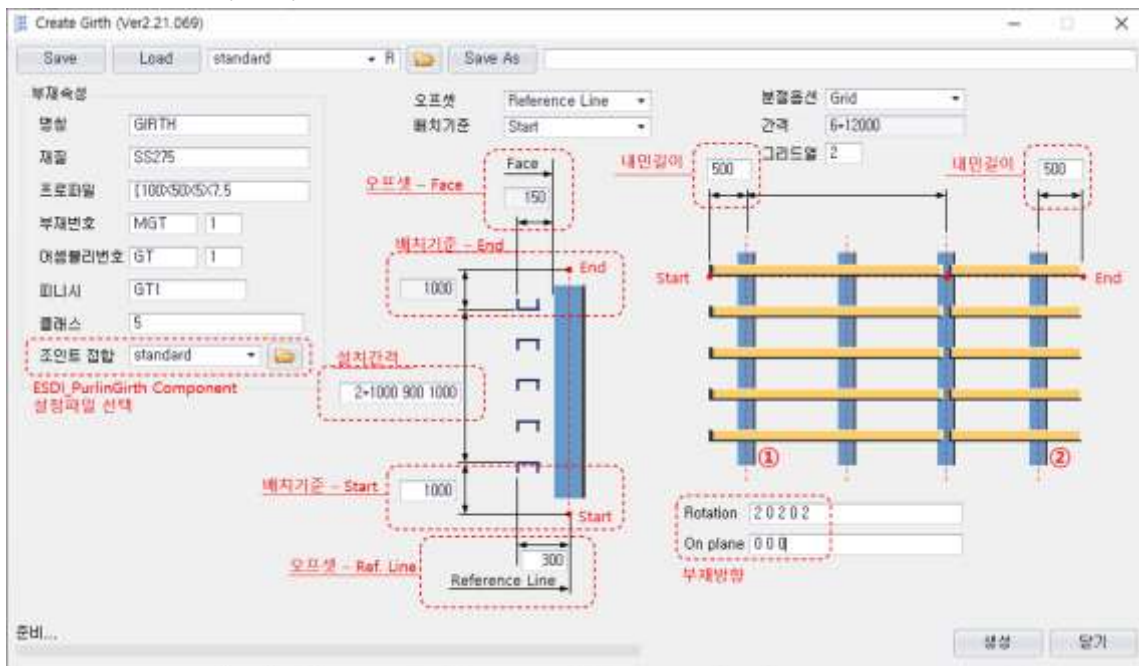 Create Girth (Ver2.21.069)
Save Load standard R Save As
부재속성
명칭 GIRTH
재질 SS275
프로파일 [100X50X5X7.5
부재번호 MGT 1
어셈블리번호 GT 1
피니시 GT1
클래스 5
조인트 접합 standard
ESDI_PurlinGirth Component
설정파일 선택
오프셋 Reference Line
배치기준 Start
분절옵션 Grid
간격 6*12000
그리드열 2
오프셋 - Face
Face
150
배치기준 - End
End
1000
설치간격
2*1000 900 1000
배치기준 - Start
1000
Start
오프셋 - Ref. Line
300
Reference Line
내민길이 500
내민길이 500
Start
End
①
②
Rotation 2 0 2 0 2
On plane 0 0 0
부재방향
준비...
생성 닫기